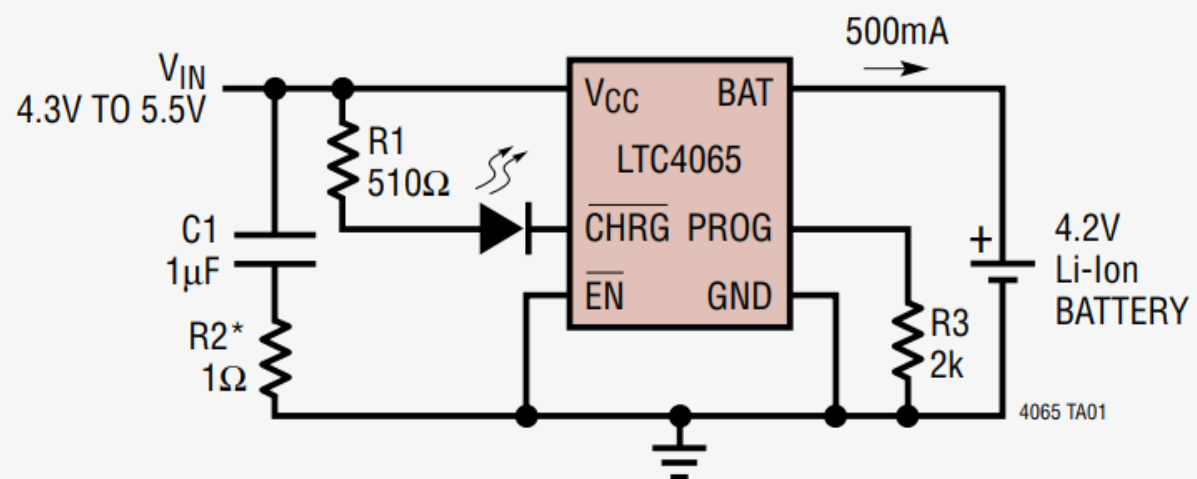 500mA
VIN
4.3V TO 5.5V
VCC
BAT
LTC4065
R1
510Ω
C1
1µF
CHRG
PROG
4.2V
Li-Ion
BATTERY
+
EN
GND
R2*
1Ω
R3
2k
4065 TA01